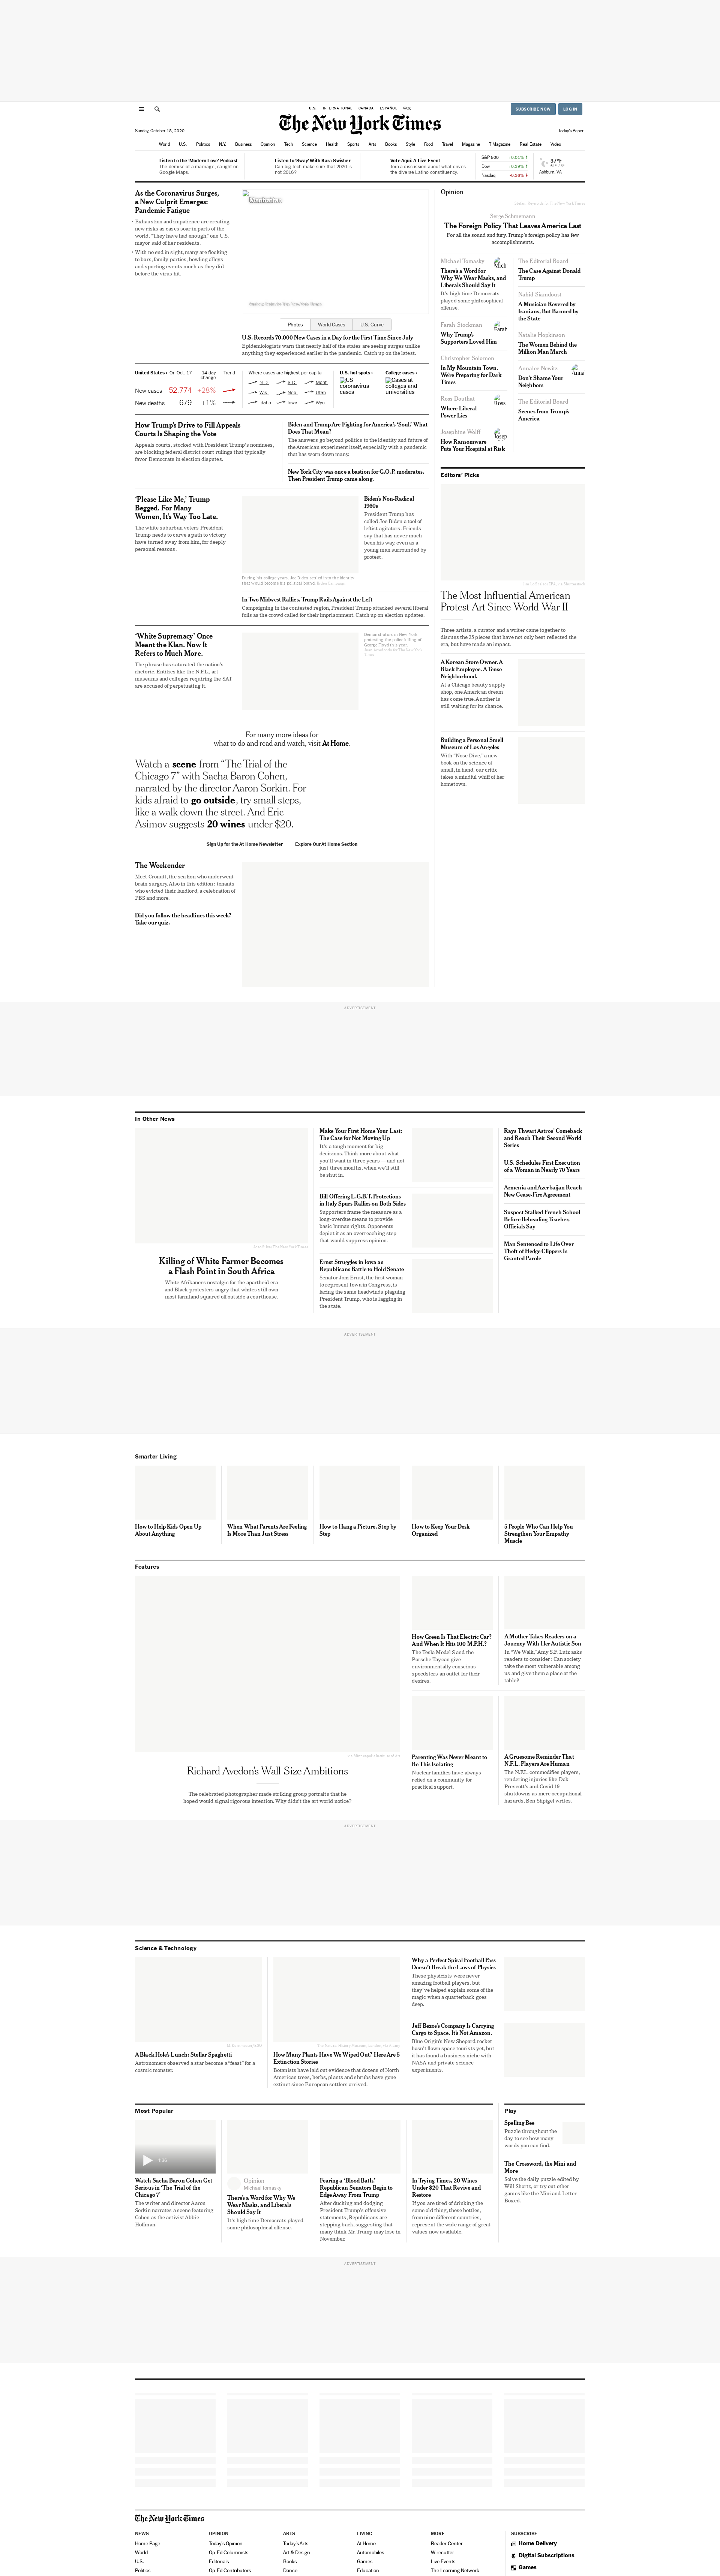 U.S.
INTERNATIONAL
CANADA
ESPAÑOL
中文
SUBSCRIBE NOW
LOG IN
The New York Times
Sunday, October 18, 2020
Today's Paper
World
U.S.
Politics
N.Y.
Business
Opinion
Tech
Science
Health
Sports
Arts
Books
Style
Food
Travel
Magazine
T Magazine
Real Estate
Video
Listen to the 'Modern Love' Podcast
The demise of a marriage, caught on
Google Maps.
Listen to 'Sway' With Kara Swisher
Can big tech make sure that 2020 is
not 2016?
Vote Aquí: A Live Event
Join a discussion about what drives
the diverse Latino constituency.
S&P 500
+0.01% ↑
Dow
+0.39% ↑
Nasdaq
-0.36% ↓
Ashburn, VA
As the Coronavirus Surges,
a New Culprit Emerges:
Pandemic Fatigue
• Exhaustion and impatience are creating
new risks as cases soar in parts of the
world. "They have had enough," one U.S.
mayor said of her residents.
• With no end in sight, many are flocking
to bars, family parties, bowling alleys
and sporting events much as they did
before the virus hit.
Manhattan
Photos
World Cases
U.S. Curve
U.S. Records 70,000 New Cases in a Day for the First Time Since July
Epidemiologists warn that nearly half of the states are seeing surges unlike
anything they experienced earlier in the pandemic. Catch up on the latest.
United States ›
On Oct. 17
14-day
change
Trend
New cases
52,774
+28%
New deaths
679
+1%
Where cases are highest per capita
N.D.
S.D.
Mont.
Wis.
Neb.
Utah
Idaho
Iowa
Wyo.
U.S. hot spots ›
US
coronavirus
cases
College cases ›
Cases at
colleges and
universities
How Trump's Drive to Fill Appeals
Courts Is Shaping the Vote
Appeals courts, stocked with President Trump's nominees,
are blocking federal district court rulings that typically
favor Democrats in election disputes.
Biden and Trump Are Fighting for America's 'Soul.' What
Does That Mean?
The answers go beyond politics to the identity and future of
the American experiment itself, especially with a pandemic
that has worn down many.
New York City was once a bastion for G.O.P. moderates.
Then President Trump came along.
'Please Like Me,' Trump
Begged. For Many
Women, It's Way Too Late.
The white suburban voters President
Trump needs to carry a path to victory
have turned away from him, for deeply
personal reasons.
During his college years, Joe Biden settled into the identity
that would become his political brand.
Biden Campaign
Biden's Non-Radical
1960s
President Trump has
called Joe Biden a tool of
leftist agitators. Friends
say that has never much
been his way, even as a
young man surrounded by
protest.
In Two Midwest Rallies, Trump Rails Against the Left
Campaigning in the contested region, President Trump attacked several liberal
foils as the crowd called for their imprisonment. Catch up on election updates.
'White Supremacy' Once
Meant the Klan. Now It
Refers to Much More.
The phrase has saturated the nation's
rhetoric. Entities like the N.F.L., art
museums and colleges requiring the SAT
are accused of perpetuating it.
Demonstrators in New York
protesting the police killing of
George Floyd this year.
For many more ideas for
what to do and read and watch, visit At Home.
Watch a scene from "The Trial of the
Chicago 7" with Sacha Baron Cohen,
narrated by the director Aaron Sorkin. For
kids afraid to go outside, try small steps,
like a walk down the street. And Eric
Asimov suggests 20 wines under $20.
Sign Up for the At Home Newsletter
Explore Our At Home Section
The Weekender
Meet Cronutt, the sea lion who underwent
brain surgery. Also in this edition: tenants
who evicted their landlord, a celebration of
PBS and more.
Did you follow the headlines this week?
Take our quiz.
Opinion
Serge Schmemann
The Foreign Policy That Leaves America Last
For all the sound and fury, Trump's foreign policy has few
accomplishments.
Michael Tomasky
There's a Word for
Why We Wear Masks, and
Liberals Should Say It
It's high time Democrats
played some philosophical
offense.
Farah Stockman
Why Trump's
Supporters Loved Him
Christopher Solomon
In My Mountain Town,
We're Preparing for Dark
Times
Ross Douthat
Where Liberal
Power Lies
Josephine Wolff
How Ransomware
Puts Your Hospital at Risk
The Editorial Board
The Case Against Donald
Trump
Nahid Siamdoust
A Musician Revered by
Iranians, But Banned by
the State
Natalie Hopkinson
The Women Behind the
Million Man March
Annalee Newitz
Don't Shame Your
Neighbors
The Editorial Board
Scenes from Trump's
America
Editors' Picks
The Most Influential American
Protest Art Since World War II
Three artists, a curator and a writer came together to
discuss the 25 pieces that have not only best reflected the
era, but have made an impact.
A Korean Store Owner. A
Black Employee. A Tense
Neighborhood.
At a Chicago beauty supply
shop, one American dream
has come true. Another is
still waiting for its chance.
Building a Personal Smell
Museum of Los Angeles
With "Nose Dive," a new
book on the science of
smell, in hand, our critic
takes a mindful whiff of her
hometown.
ADVERTISEMENT
In Other News
Killing of White Farmer Becomes
a Flash Point in South Africa
White Afrikaners nostalgic for the apartheid era
and Black protesters angry that whites still own
most farmland squared off outside a courthouse.
Make Your First Home Your Last:
The Case for Not Moving Up
It's a tough moment for big
decisions. Think more about what
you'll want in three years — and not
just three months, when we'll still
be shut in.
Bill Offering L.G.B.T. Protections
in Italy Spurs Rallies on Both Sides
Supporters frame the measure as a
long-overdue means to provide
basic human rights. Opponents
depict it as an overreaching step
that would suppress opinion.
Ernst Struggles in Iowa as
Republicans Battle to Hold Senate
Senator Joni Ernst, the first woman
to represent Iowa in Congress, is
facing the same headwinds plaguing
President Trump, who is lagging in
the state.
Rays Thwart Astros' Comeback
and Reach Their Second World
Series
U.S. Schedules First Execution
of a Woman in Nearly 70 Years
Armenia and Azerbaijan Reach
New Cease-Fire Agreement
Suspect Stalked French School
Before Beheading Teacher,
Officials Say
Man Sentenced to Life Over
Theft of Hedge Clippers Is
Granted Parole
ADVERTISEMENT
Smarter Living
How to Help Kids Open Up
About Anything
When What Parents Are Feeling
Is More Than Just Stress
How to Hang a Picture, Step by
Step
How to Keep Your Desk
Organized
5 People Who Can Help You
Strengthen Your Empathy
Muscle
Features
Richard Avedon's Wall-Size Ambitions
The celebrated photographer made striking group portraits that he
hoped would signal rigorous intention. Why didn't the art world notice?
How Green Is That Electric Car?
And When It Hits 100 M.P.H.?
The Tesla Model S and the
Porsche Taycan give
environmentally conscious
speedsters an outlet for their
desires.
A Mother Takes Readers on a
Journey With Her Autistic Son
In "We Walk," Amy S.F. Lutz asks
readers to consider: Can society
take the most vulnerable among
us and give them a place at the
table?
Parenting Was Never Meant to
Be This Isolating
Nuclear families have always
relied on a community for
practical support.
A Gruesome Reminder That
N.F.L. Players Are Human
The N.F.L. commodifies players,
rendering injuries like Dak
Prescott's and Covid-19
shutdowns as mere occupational
hazards, Ben Shpigel writes.
ADVERTISEMENT
Science & Technology
A Black Hole's Lunch: Stellar Spaghetti
Astronomers observed a star become a "feast" for a
cosmic monster.
How Many Plants Have We Wiped Out? Here Are 5
Extinction Stories
Botanists have laid out evidence that dozens of North
American trees, herbs, plants and shrubs have gone
extinct since European settlers arrived.
Why a Perfect Spiral Football Pass
Doesn't Break the Laws of Physics
These physicists were never
amazing football players, but
they've helped explain some of the
magic when a quarterback goes
deep.
Jeff Bezos's Company Is Carrying
Cargo to Space. It's Not Amazon.
Blue Origin's New Shepard rocket
hasn't flown space tourists yet, but
it has become a business niche with
NASA and private science
experiments.
Most Popular
Watch Sacha Baron Cohen Get
Serious in 'The Trial of the
Chicago 7'
The writer and director Aaron
Sorkin narrates a scene featuring
Cohen as the activist Abbie
Hoffman.
Opinion
Michael Tomasky
There's a Word for Why We
Wear Masks, and Liberals
Should Say It
It's high time Democrats played
some philosophical offense.
Fearing a 'Blood Bath,'
Republican Senators Begin to
Edge Away From Trump
After ducking and dodging
President Trump's offensive
outbursts, Republicans are
stepping back, suggesting that
many think Mr. Trump may lose in
November.
In Trying Times, 20 Wines
Under $20 That Revive and
Restore
If you are tired of drinking the
same old thing, these bottles,
from nine different countries,
represent the wide range of great
values now available.
Play
Spelling Bee
Puzzle throughout the
day to see how many
words you can find.
The Crossword, the Mini and
More
Solve the daily puzzle edited by
Will Shortz, or try out other
games like the Mini and Letter
Boxed.
ADVERTISEMENT
The New York Times
NEWS
Home Page
World
U.S.
Politics
OPINION
Today's Opinion
Op-Ed Columnists
Editorials
Op-Ed Contributors
ARTS
Today's Arts
Art & Design
Books
Dance
LIVING
At Home
Automobiles
Games
Education
MORE
Reader Center
Wirecutter
Live Events
The Learning Network
SUBSCRIBE
Home Delivery
Digital Subscriptions
Games